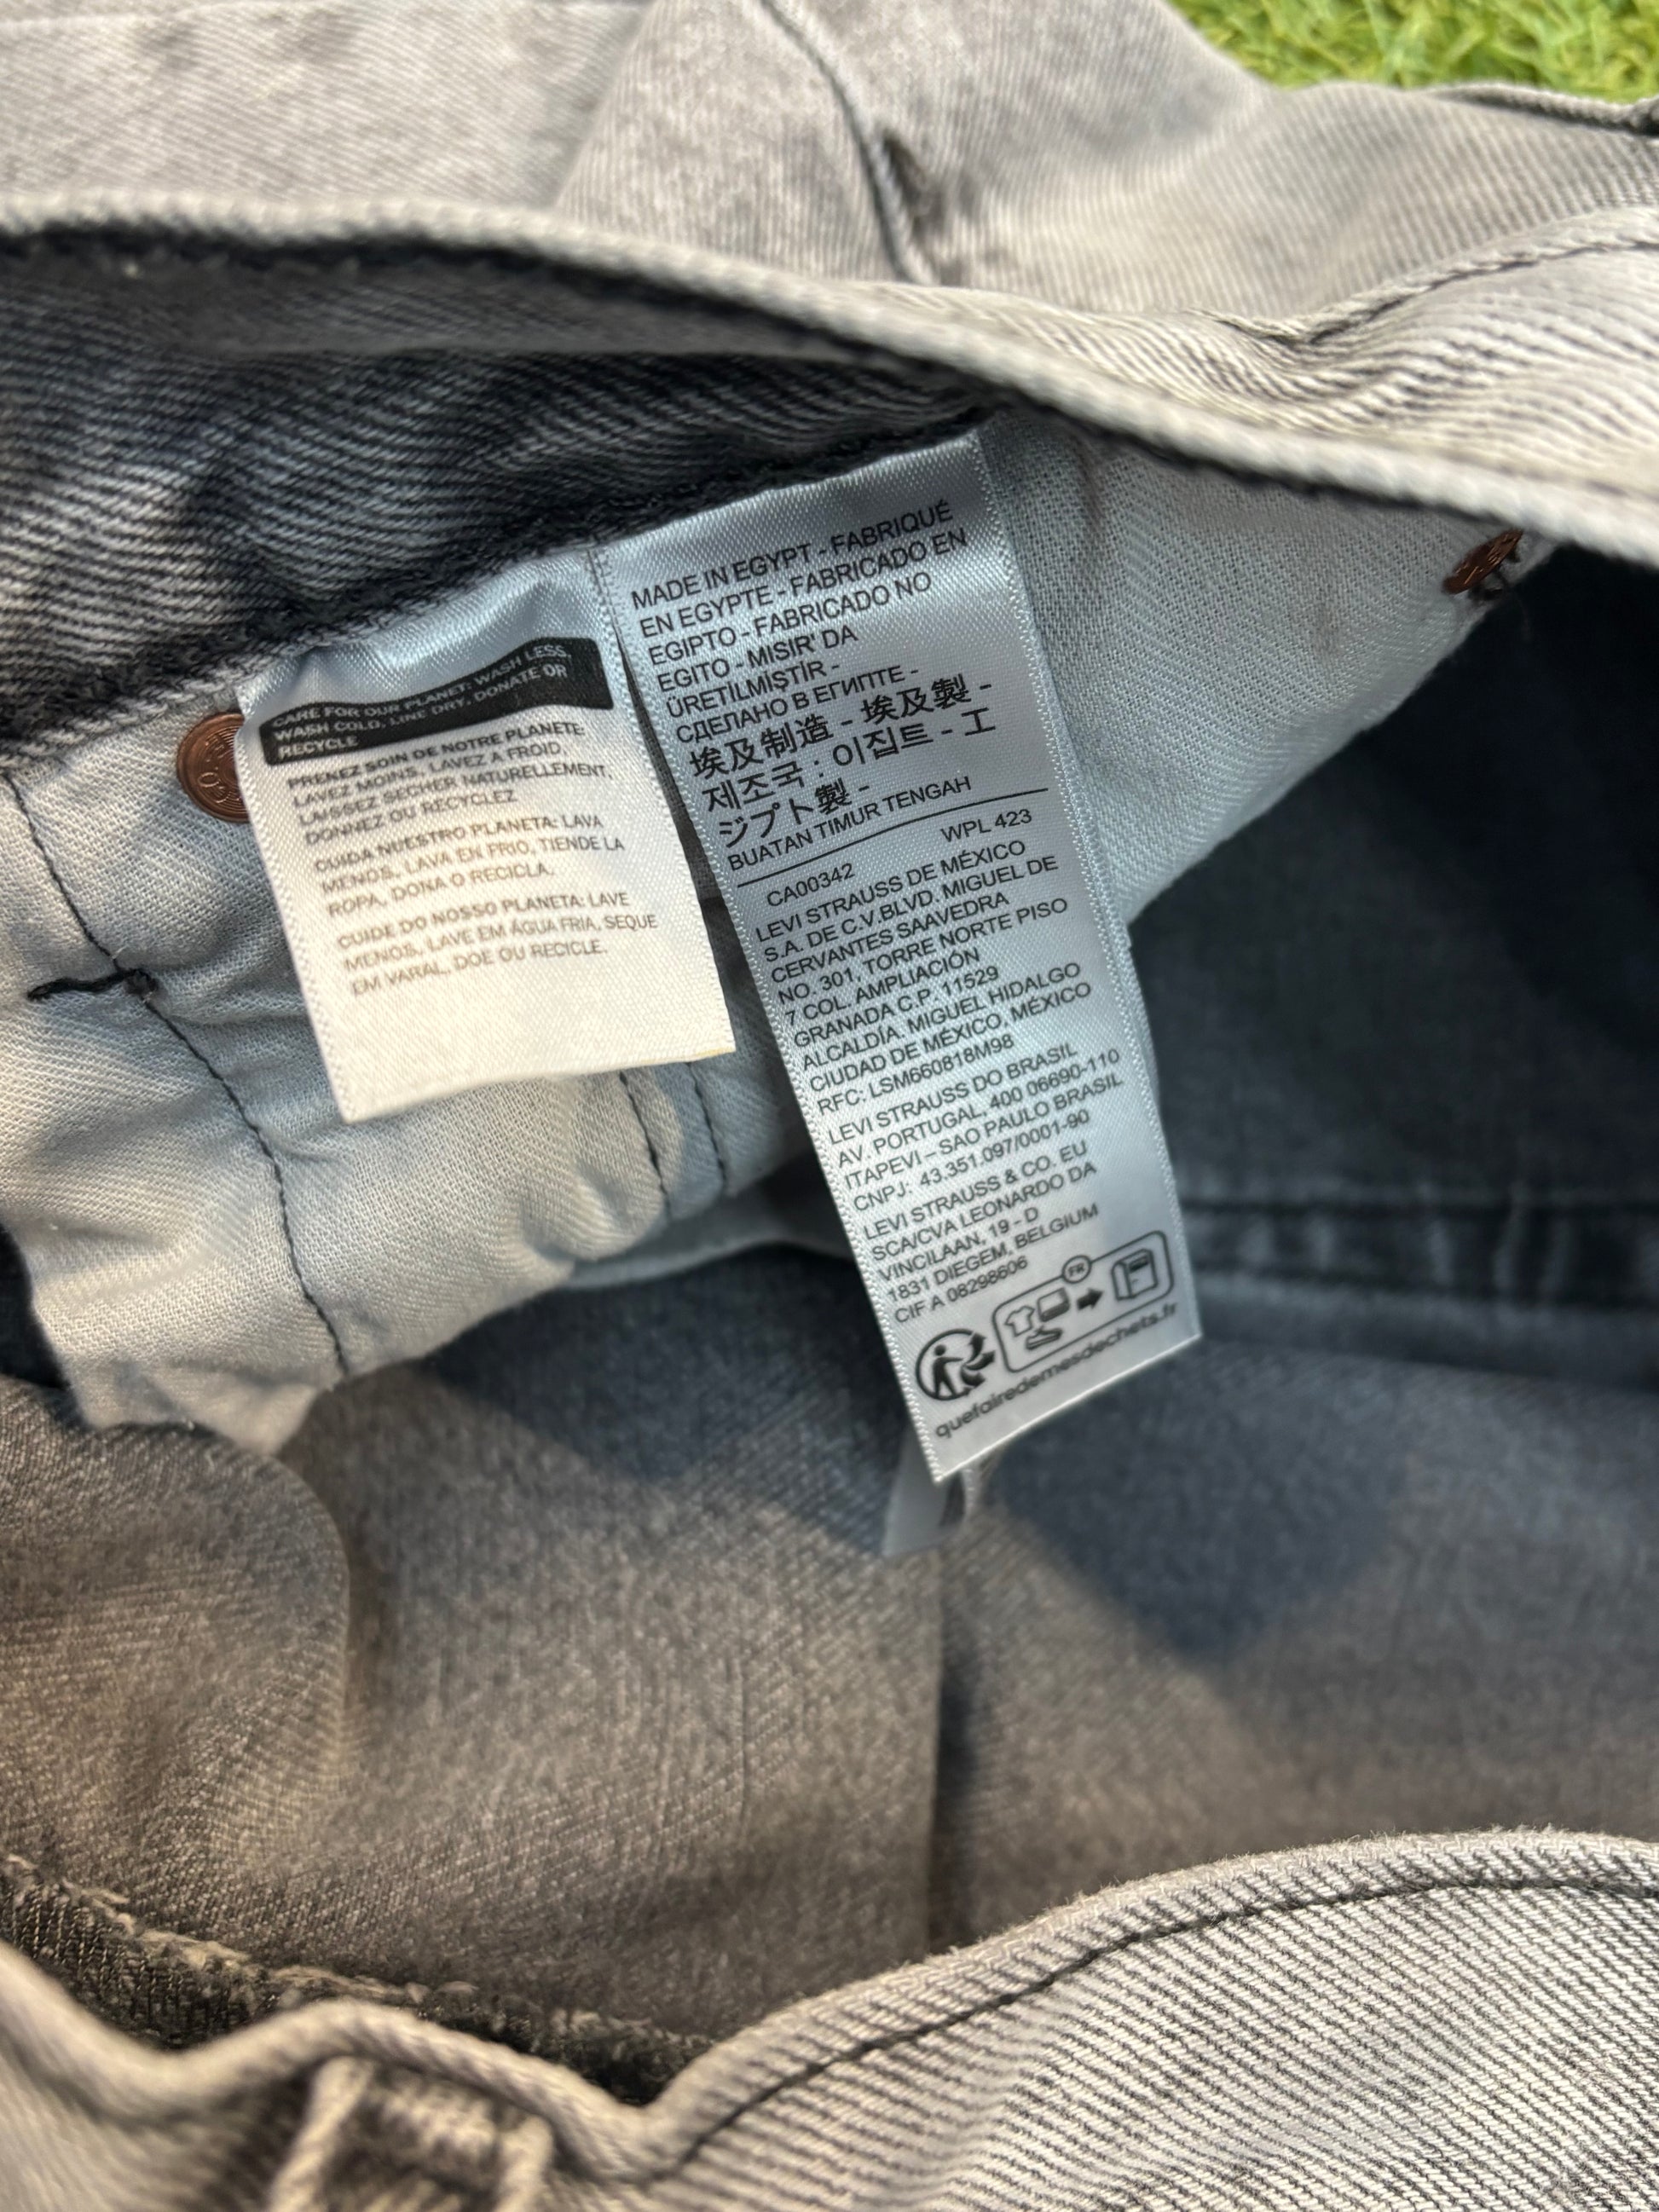 CARE FOR OUR PLANET: WASH LESS,
WASH COLD, LINE DRY, DONATE OR
RECYCLE
PRENEZ SOIN DE NOTRE PLANETE:
LAVEZ MOINS, LAVEZ A FROID,
LAISSEZ SECHER NATURELLEMENT,
DONNEZ OU RECYCLEZ
CUIDA NUESTRO PLANETA: LAVA
MENOS, LAVA EN FRIO, TIENDE LA
ROPA, DONA O RECICLA.
CUIDE DO NOSSO PLANETA: LAVE
MENOS, LAVE EM ÁGUA FRIA, SEQUE
EM VARAL, DOE OU RECICLE.
MADE IN EGYPT - FABRIQUÉ
EN EGYPTE - FABRICADO EN
EGIPTO - FABRICADO NO
EGITO - MISIR' DA
ÜRETİLMİŞTİR -
СДЕЛАНО В ЕГИПТЕ -
埃及制造 - 埃及製 -
제조국 : 이집트 - エ
ジプト製 -
BUATAN TIMUR TENGAH
CA00342 WPL 423
LEVI STRAUSS DE MÉXICO
S.A. DE C.V.BLVD. MIGUEL DE
CERVANTES SAAVEDRA
NO. 301, TORRE NORTE PISO
7 COL. AMPLIACIÓN
GRANADA C.P. 11529
ALCALDÍA. MIGUEL HIDALGO
CIUDAD DE MÉXICO, MÉXICO
RFC: LSM660818M98
LEVI STRAUSS DO BRASIL
AV. PORTUGAL, 400 06690-110
ITAPEVI – SAO PAULO BRASIL
CNPJ: 43.351.097/0001-90
LEVI STRAUSS & CO. EU
SCA/CVA LEONARDO DA
VINCILAAN, 19 - D
1831 DIEGEM, BELGIUM
CIF A 08298606
FR
quefairedemesdechets.fr